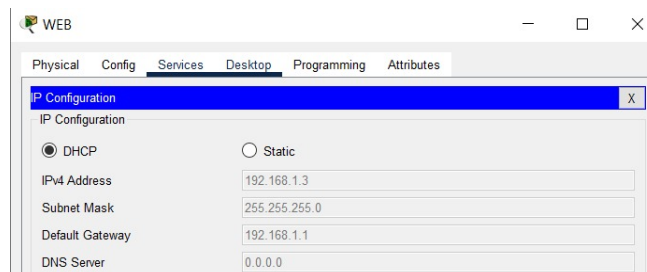 WEB
Physical Config Services Desktop Programming Attributes
IP Configuration X
IP Configuration
DHCP Static
IPv4 Address 192.168.1.3
Subnet Mask 255.255.255.0
Default Gateway 192.168.1.1
DNS Server 0.0.0.0